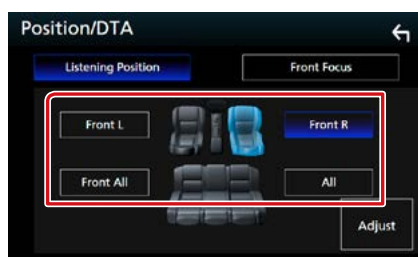 Position/DTA
Listening Position Front Focus
Front L Front R
Front All All
Adjust